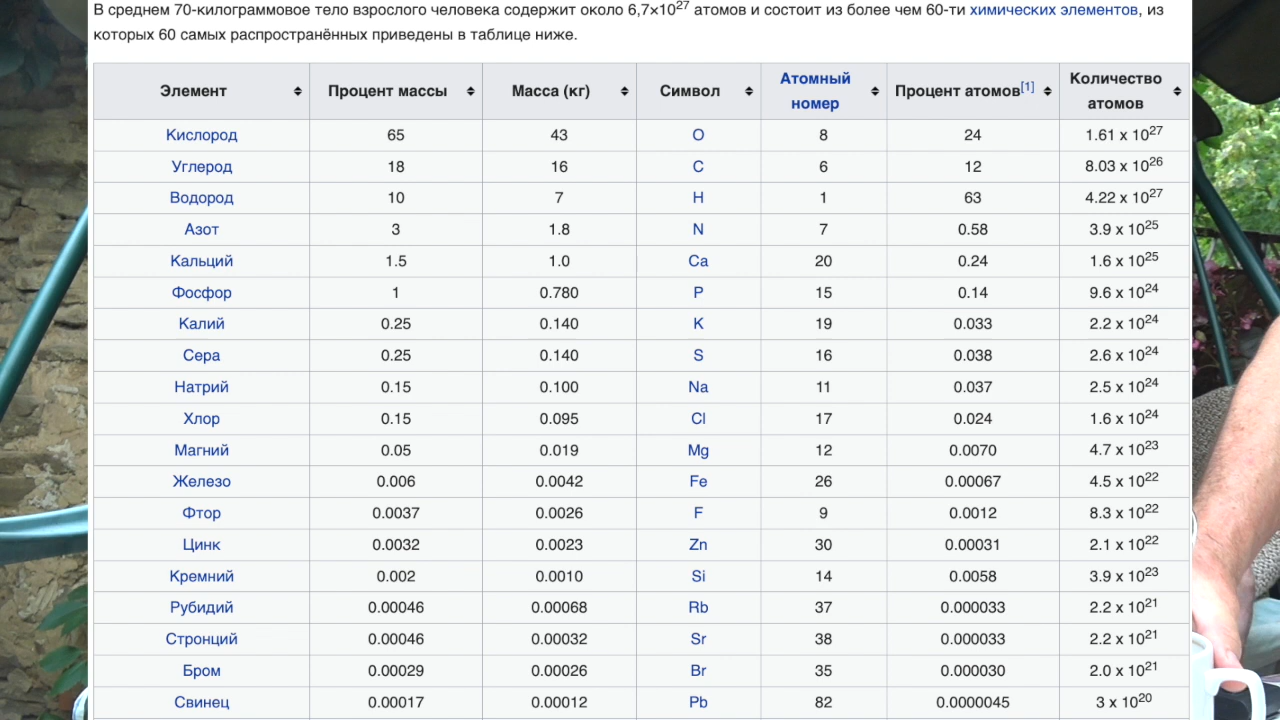 В среднем 70-килограммовое тело взрослого человека содержит около 6,7×10²⁷ атомов и состоит из более чем 60-ти химических элементов, из
которых 60 самых распространённых приведены в таблице ниже.
Элемент Процент массы Масса (кг) Символ Атомный номер Процент атомов[1] Количество атомов
Кислород 65 43 O 8 24 1.61 x 10²⁷
Углерод 18 16 C 6 12 8.03 x 10²⁶
Водород 10 7 H 1 63 4.22 x 10²⁷
Азот 3 1.8 N 7 0.58 3.9 x 10²⁵
Кальций 1.5 1.0 Ca 20 0.24 1.6 x 10²⁵
Фосфор 1 0.780 P 15 0.14 9.6 x 10²⁴
Калий 0.25 0.140 K 19 0.033 2.2 x 10²⁴
Сера 0.25 0.140 S 16 0.038 2.6 x 10²⁴
Натрий 0.15 0.100 Na 11 0.037 2.5 x 10²⁴
Хлор 0.15 0.095 Cl 17 0.024 1.6 x 10²⁴
Магний 0.05 0.019 Mg 12 0.0070 4.7 x 10²³
Железо 0.006 0.0042 Fe 26 0.00067 4.5 x 10²²
Фтор 0.0037 0.0026 F 9 0.0012 8.3 x 10²²
Цинк 0.0032 0.0023 Zn 30 0.00031 2.1 x 10²²
Кремний 0.002 0.0010 Si 14 0.0058 3.9 x 10²³
Рубидий 0.00046 0.00068 Rb 37 0.000033 2.2 x 10²¹
Стронций 0.00046 0.00032 Sr 38 0.000033 2.2 x 10²¹
Бром 0.00029 0.00026 Br 35 0.000030 2.0 x 10²¹
Свинец 0.00017 0.00012 Pb 82 0.0000045 3 x 10²⁰